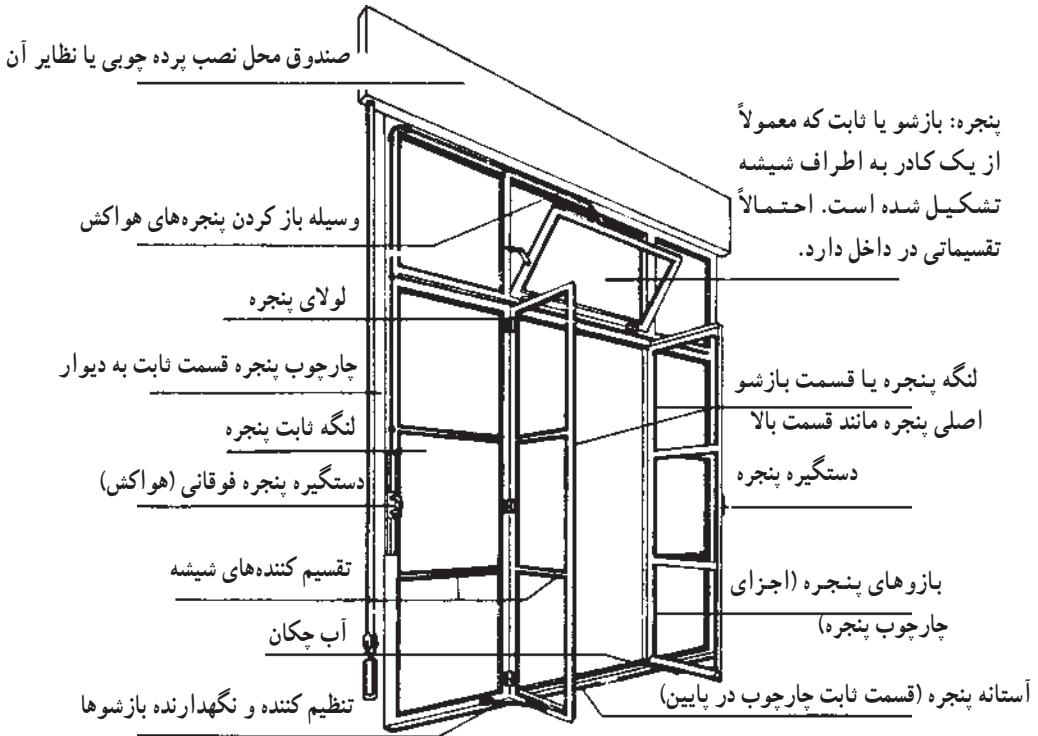 صندوق محل نصب پرده چوبی یا نظایر آن
پنجره: بازشو یا ثابت که معمولاً
از یک کادر به اطراف شیشه
تشکیل شده است. احتمالاً
تقسیماتی در داخل دارد.
وسیله باز کردن پنجره‌های هواکش
لولای پنجره
چارچوب پنجره قسمت ثابت به دیوار
لنگه ثابت پنجره
دستگیره پنجره فوقانی (هواکش)
تقسیم کننده‌های شیشه
آب چکان
تنظیم کننده و نگهدارنده بازشوها
لنگه پنجره یا قسمت بازشو
اصلی پنجره مانند قسمت بالا
دستگیره پنجره
بازوهای پنجره (اجزای
چارچوب پنجره)
آستانه پنجره (قسمت ثابت چارچوب در پایین)